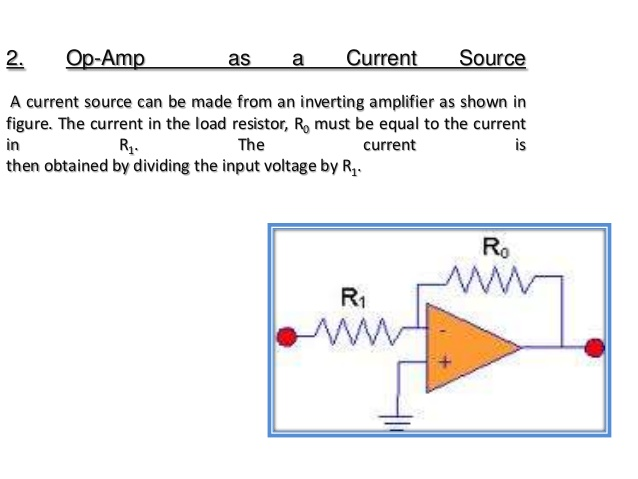 2. Op-Amp as a Current Source
A current source can be made from an inverting amplifier as shown in
figure. The current in the load resistor, R₀ must be equal to the current
in R₁. The current is
then obtained by dividing the input voltage by R₁.
R₀
R₁
-
+